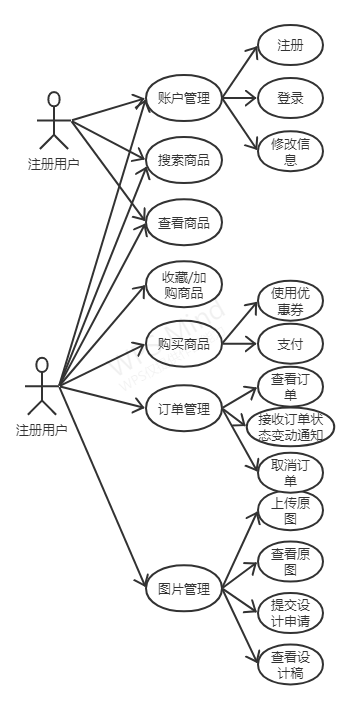 注册
账户管理
登录
修改信
息
注册用户
搜索商品
查看商品
收藏/加
购商品
使用优
惠券
购买商品
支付
查看订
单
订单管理
接收订单状
态变动通知
注册用户
取消订
单
上传原
图
查看原
图
图片管理
提交设
计申请
查看设
计稿